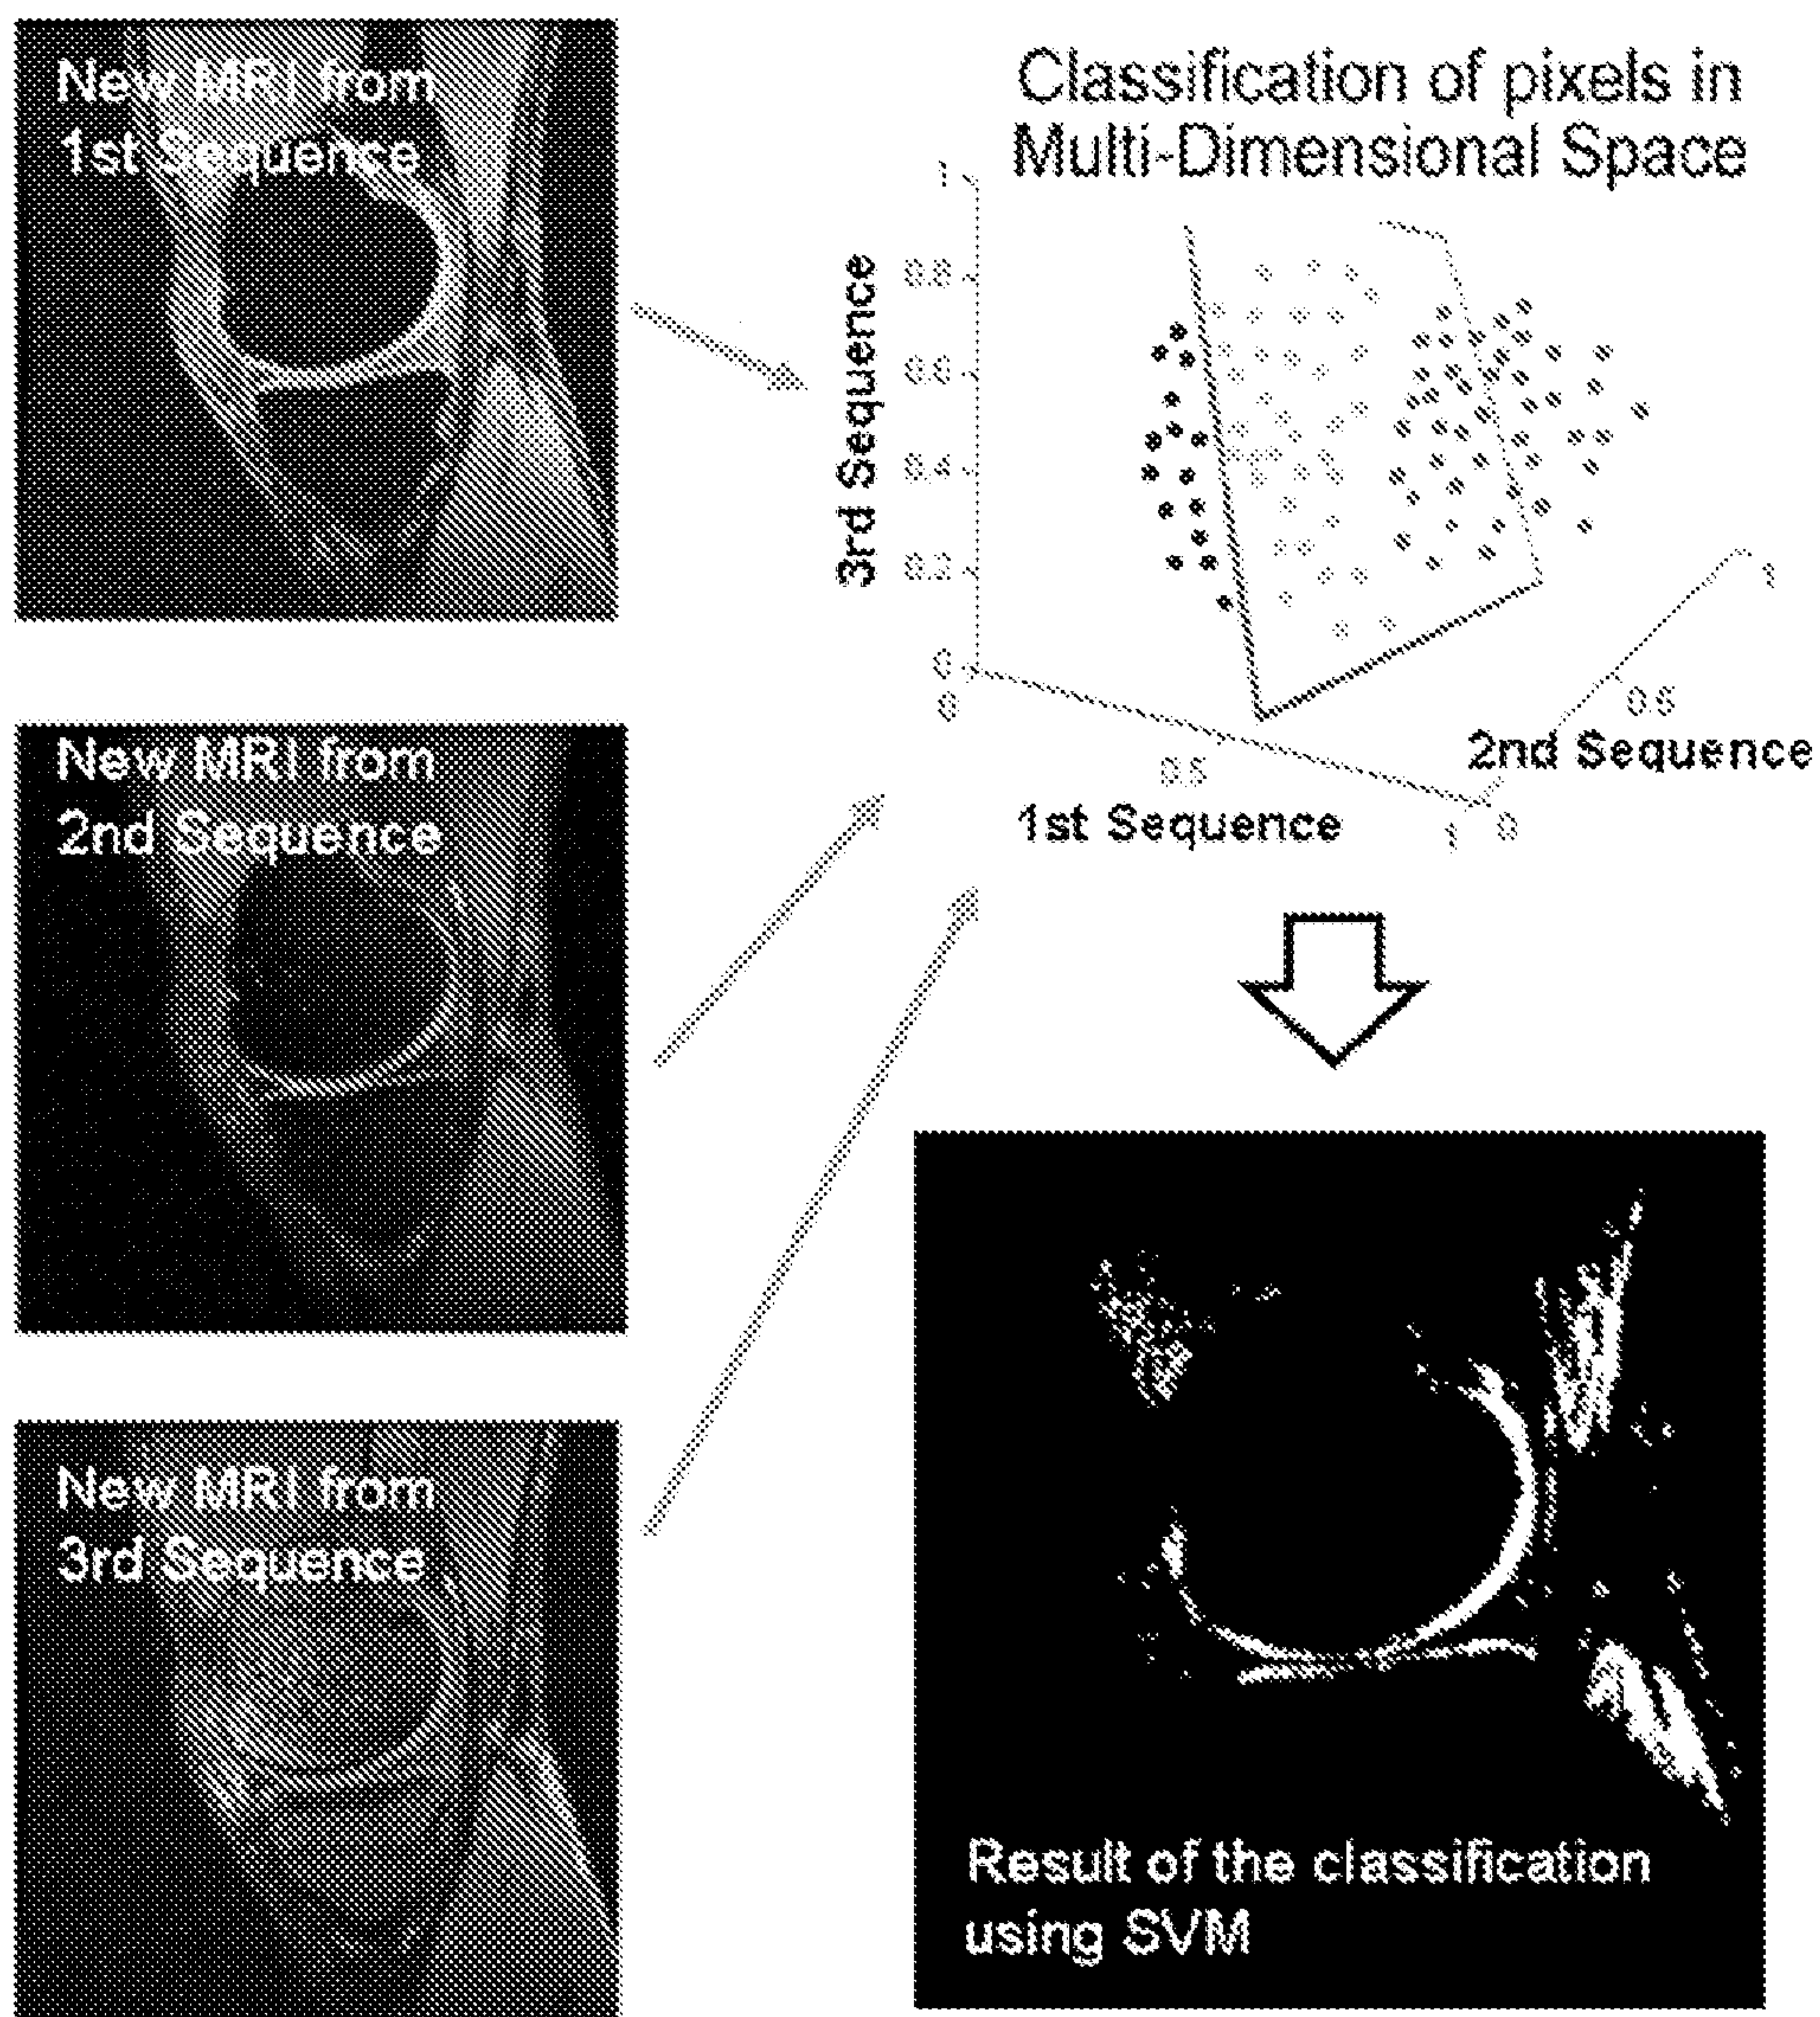 New MRI from
1st Sequence
Classification of pixels in
Multi-Dimensional Space
3rd Sequence
1
0.8
0.6
0.4
0.2
0
0
0.5
1
1st Sequence
0
0.5
1
2nd Sequence
New MRI from
2nd Sequence
New MRI from
3rd Sequence
Result of the classification
using SVM